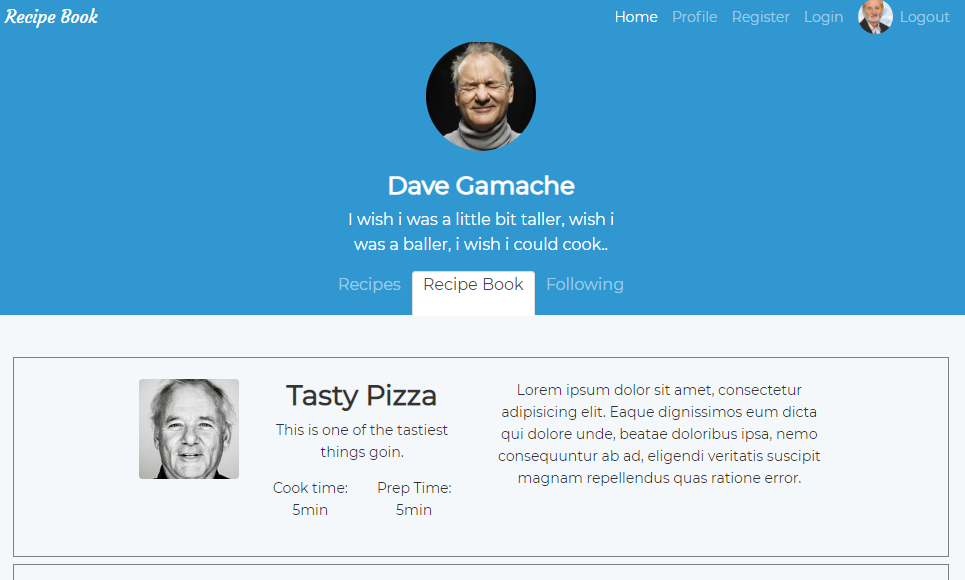 Recipe Book
Home Profile Register Login Logout
Dave Gamache
I wish i was a little bit taller, wish i
was a baller, i wish i could cook..
Recipes Recipe Book Following
Tasty Pizza
This is one of the tastiest
things goin.
Cook time: Prep Time:
5min 5min
Lorem ipsum dolor sit amet, consectetur
adipisicing elit. Eaque dignissimos eum dicta
qui dolore unde, beatae doloribus ipsa, nemo
consequuntur ab ad, eligendi veritatis suscipit
magnam repellendus quas ratione error.